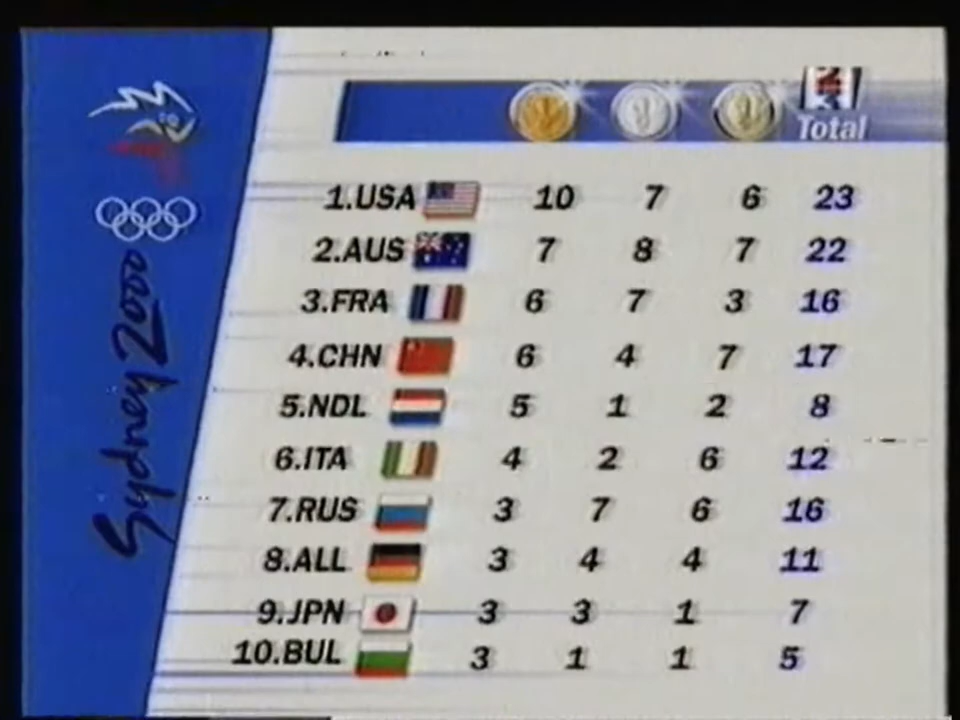 Total
1.USA 10 7 6 23
2.AUS 7 8 7 22
3.FRA 6 7 3 16
4.CHN 6 4 7 17
5.NDL 5 1 2 8
6.ITA 4 2 6 12
7.RUS 3 7 6 16
8.ALL 3 4 4 11
9.JPN 3 3 1 7
10.BUL 3 1 1 5
Sydney 2000